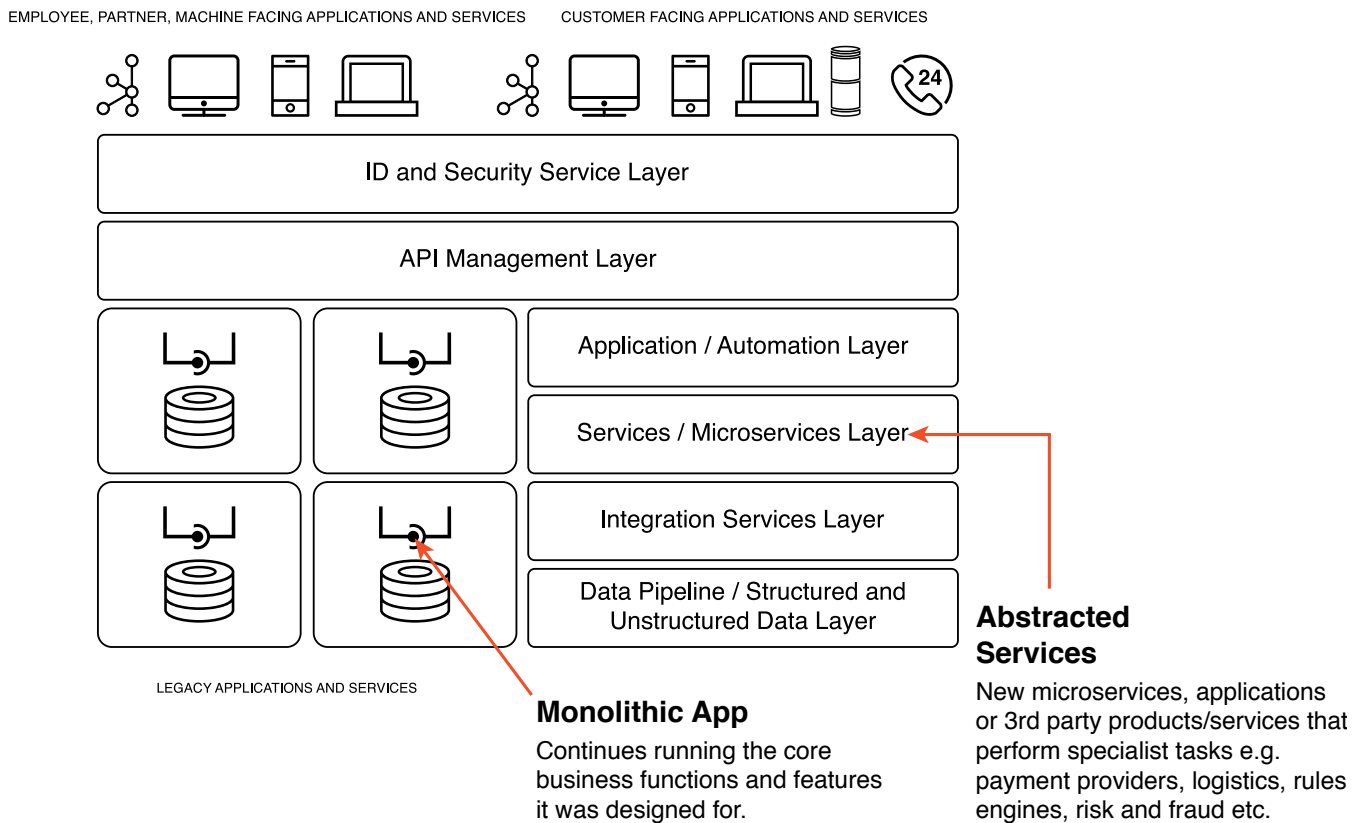 EMPLOYEE, PARTNER, MACHINE FACING APPLICATIONS AND SERVICES
CUSTOMER FACING APPLICATIONS AND SERVICES
24
ID and Security Service Layer
API Management Layer
Application / Automation Layer
Services / Microservices Layer
Integration Services Layer
Data Pipeline / Structured and
Unstructured Data Layer
LEGACY APPLICATIONS AND SERVICES
Monolithic App
Continues running the core
business functions and features
it was designed for.
Abstracted
Services
New microservices, applications
or 3rd party products/services that
perform specialist tasks e.g.
payment providers, logistics, rules
engines, risk and fraud etc.